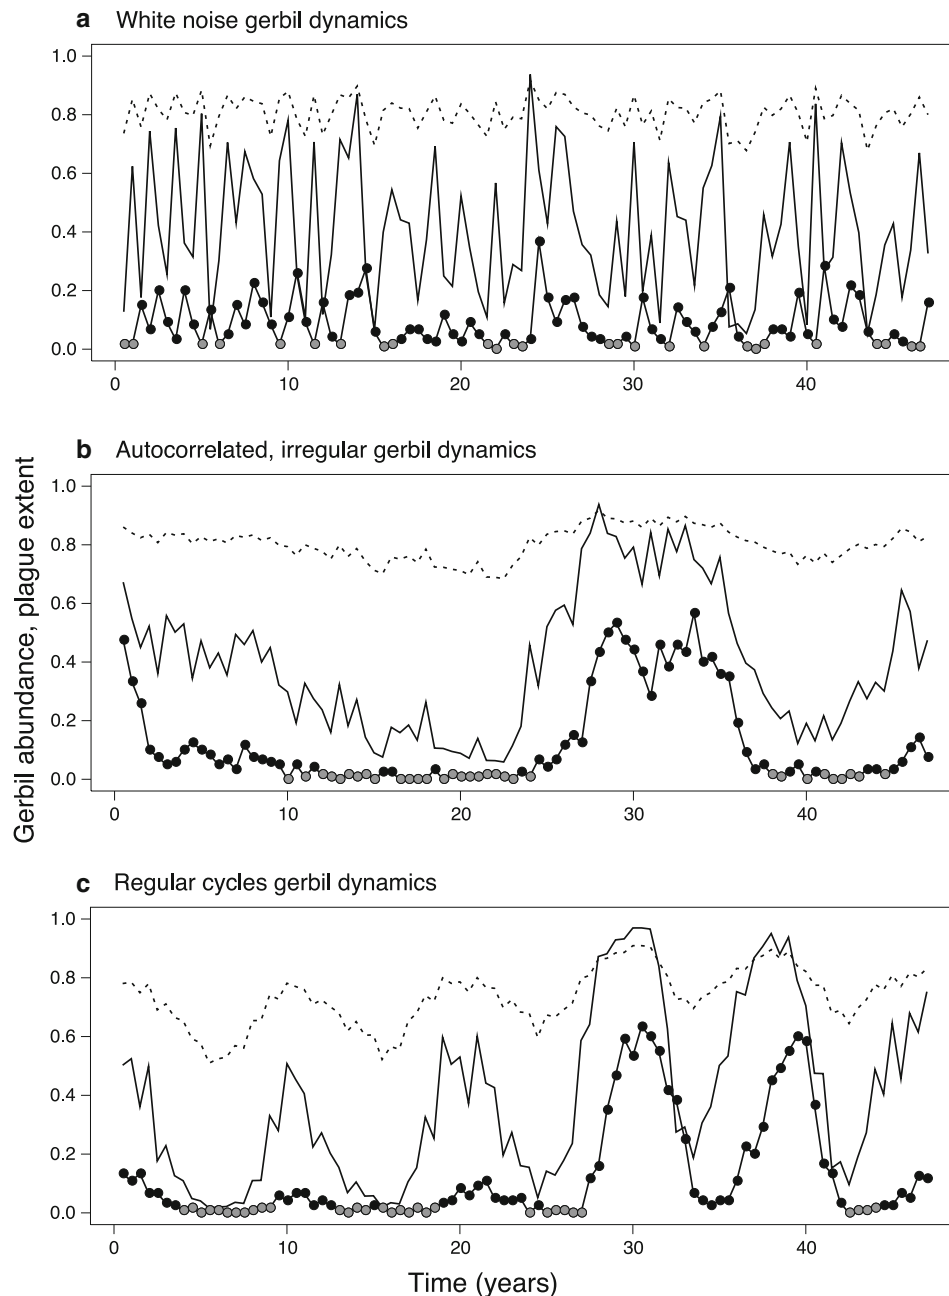 a White noise gerbil dynamics
1.0
0.8
0.6
0.4
0.2
0.0
0 10 20 30 40
b Autocorrelated, irregular gerbil dynamics
1.0
0.8
0.6
0.4
0.2
0.0
0 10 20 30 40
Gerbil abundance, plague extent
c Regular cycles gerbil dynamics
1.0
0.8
0.6
0.4
0.2
0.0
0 10 20 30 40
Time (years)